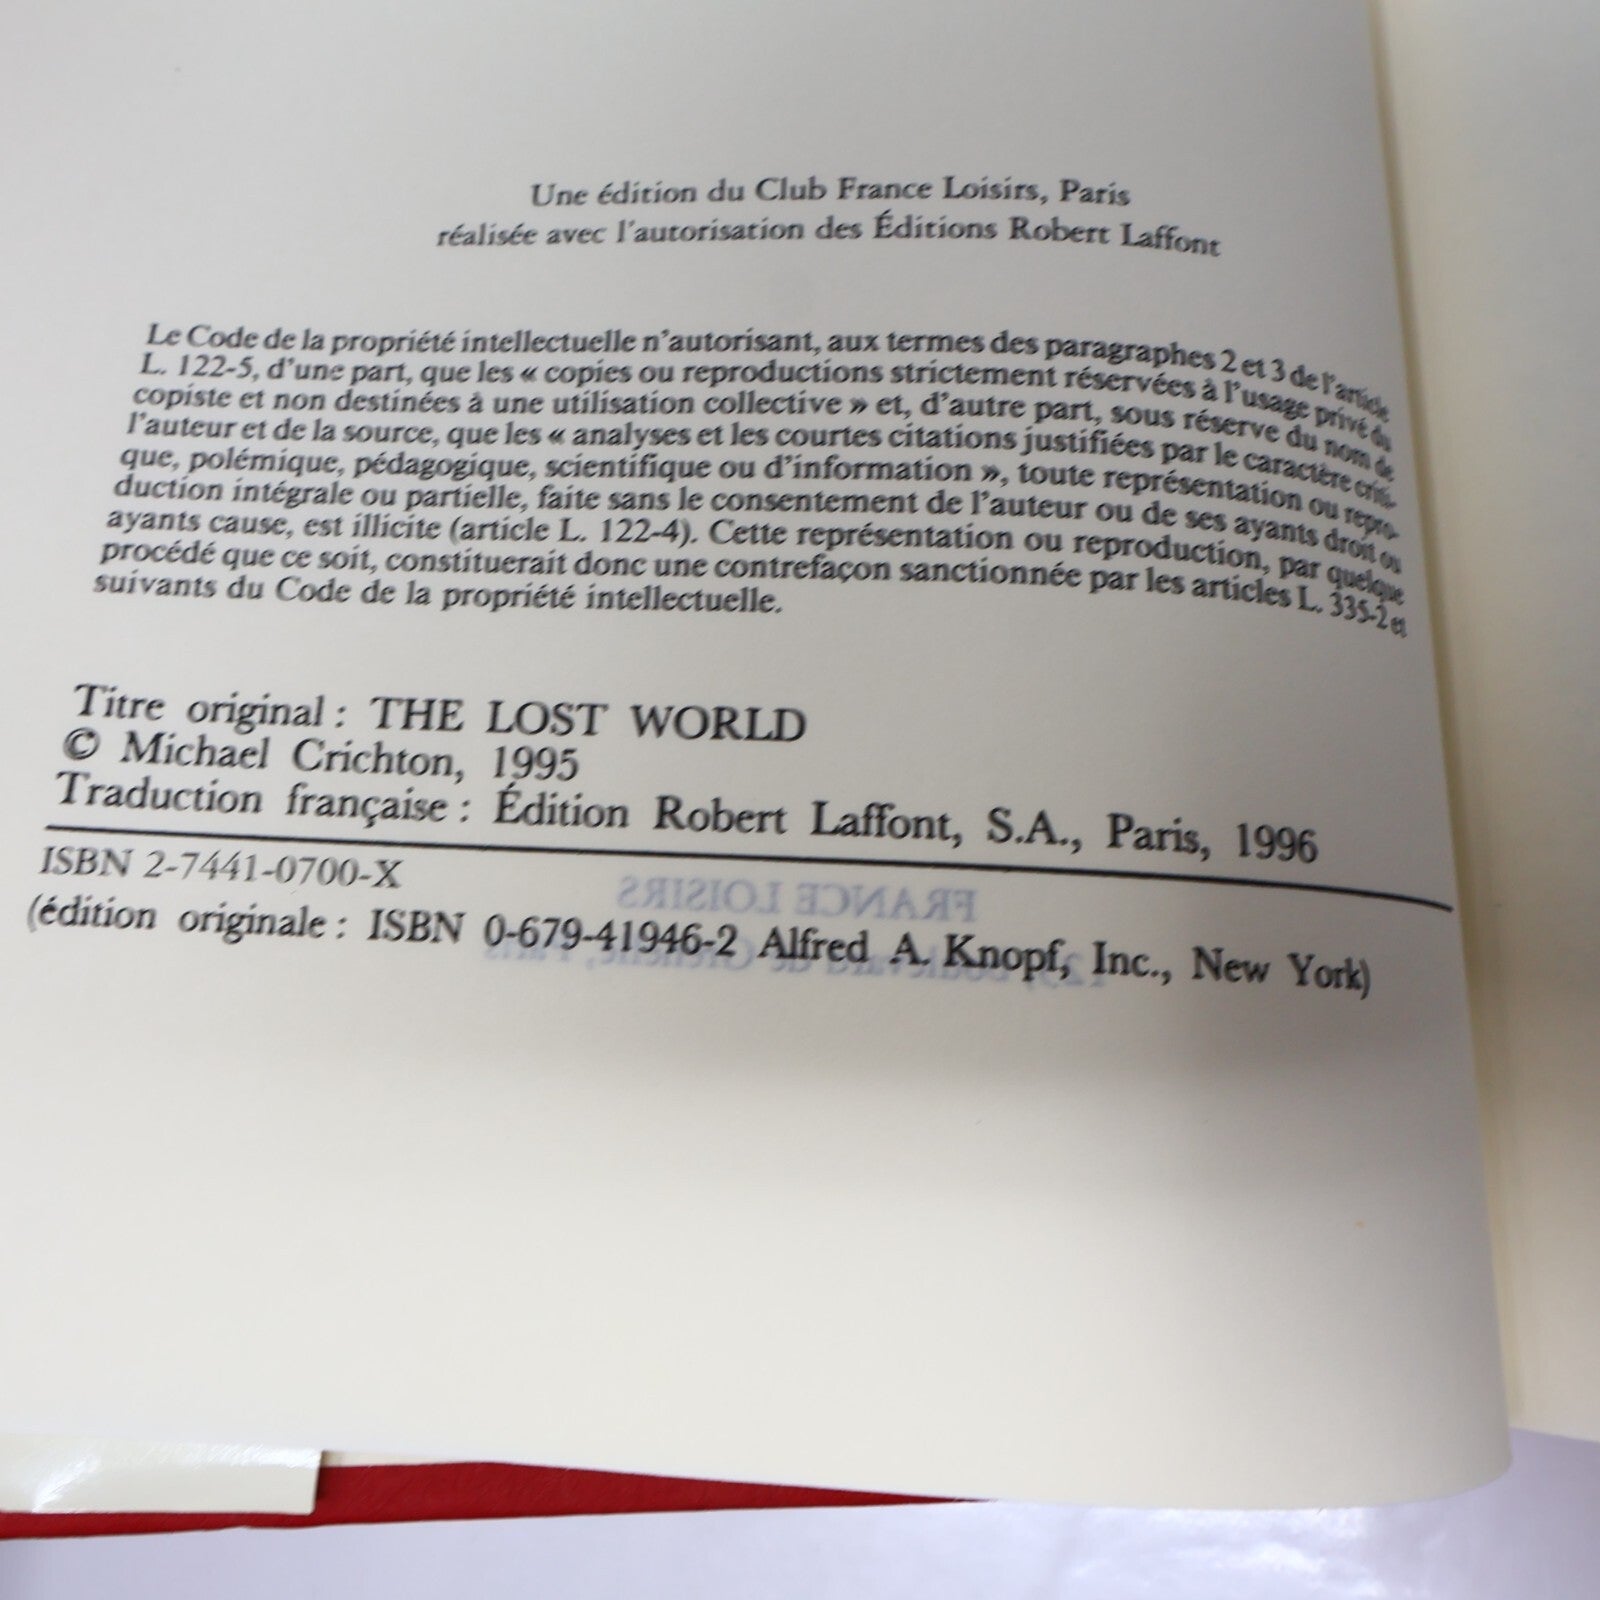 Une édition du Club France Loisirs, Paris
réalisée avec l'autorisation des Éditions Robert Laffont
Le Code de la propriété intellectuelle n'autorisant, aux termes des paragraphes 2 et 3 de l'article
L. 122-5, d'une part, que les « copies ou reproductions strictement réservées à l'usage privé du
copiste et non destinées à une utilisation collective » et, d'autre part, sous réserve du nom de
l'auteur et de la source, que les « analyses et les courtes citations justifiées par le caractère criti-
que, polémique, pédagogique, scientifique ou d'information », toute représentation ou repro-
duction intégrale ou partielle, faite sans le consentement de l'auteur ou de ses ayants droit ou
ayants cause, est illicite (article L. 122-4). Cette représentation ou reproduction, par quelque
procédé que ce soit, constituerait donc une contrefaçon sanctionnée par les articles L. 335-2 et
suivants du Code de la propriété intellectuelle.
Titre original : THE LOST WORLD
© Michael Crichton, 1995
Traduction française : Édition Robert Laffont, S.A., Paris, 1996
ISBN 2-7441-0700-X
FRANCE LOISIRS
(édition originale : ISBN 0-679-41946-2 Alfred A. Knopf, Inc., New York)